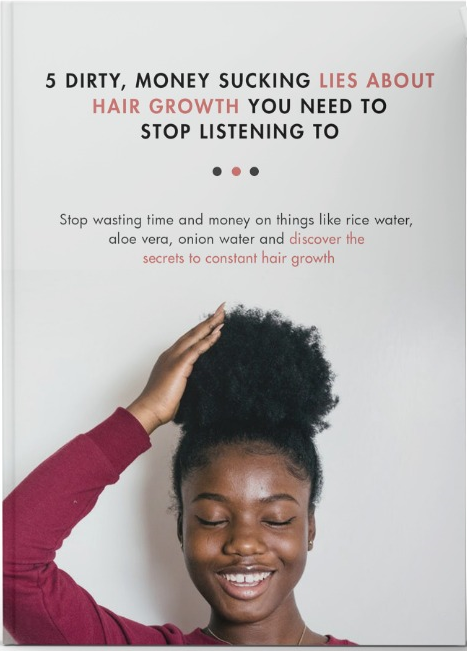 5 DIRTY, MONEY SUCKING LIES ABOUT
HAIR GROWTH YOU NEED TO
STOP LISTENING TO
Stop wasting time and money on things like rice water,
aloe vera, onion water and discover the
secrets to constant hair growth